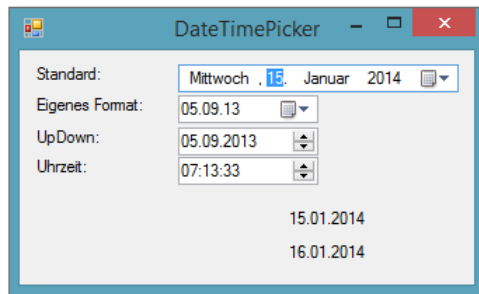 DateTimePicker
Standard: Mittwoch , 15. Januar 2014
Eigenes Format: 05.09.13
UpDown: 05.09.2013
Uhrzeit: 07:13:33
15.01.2014
16.01.2014